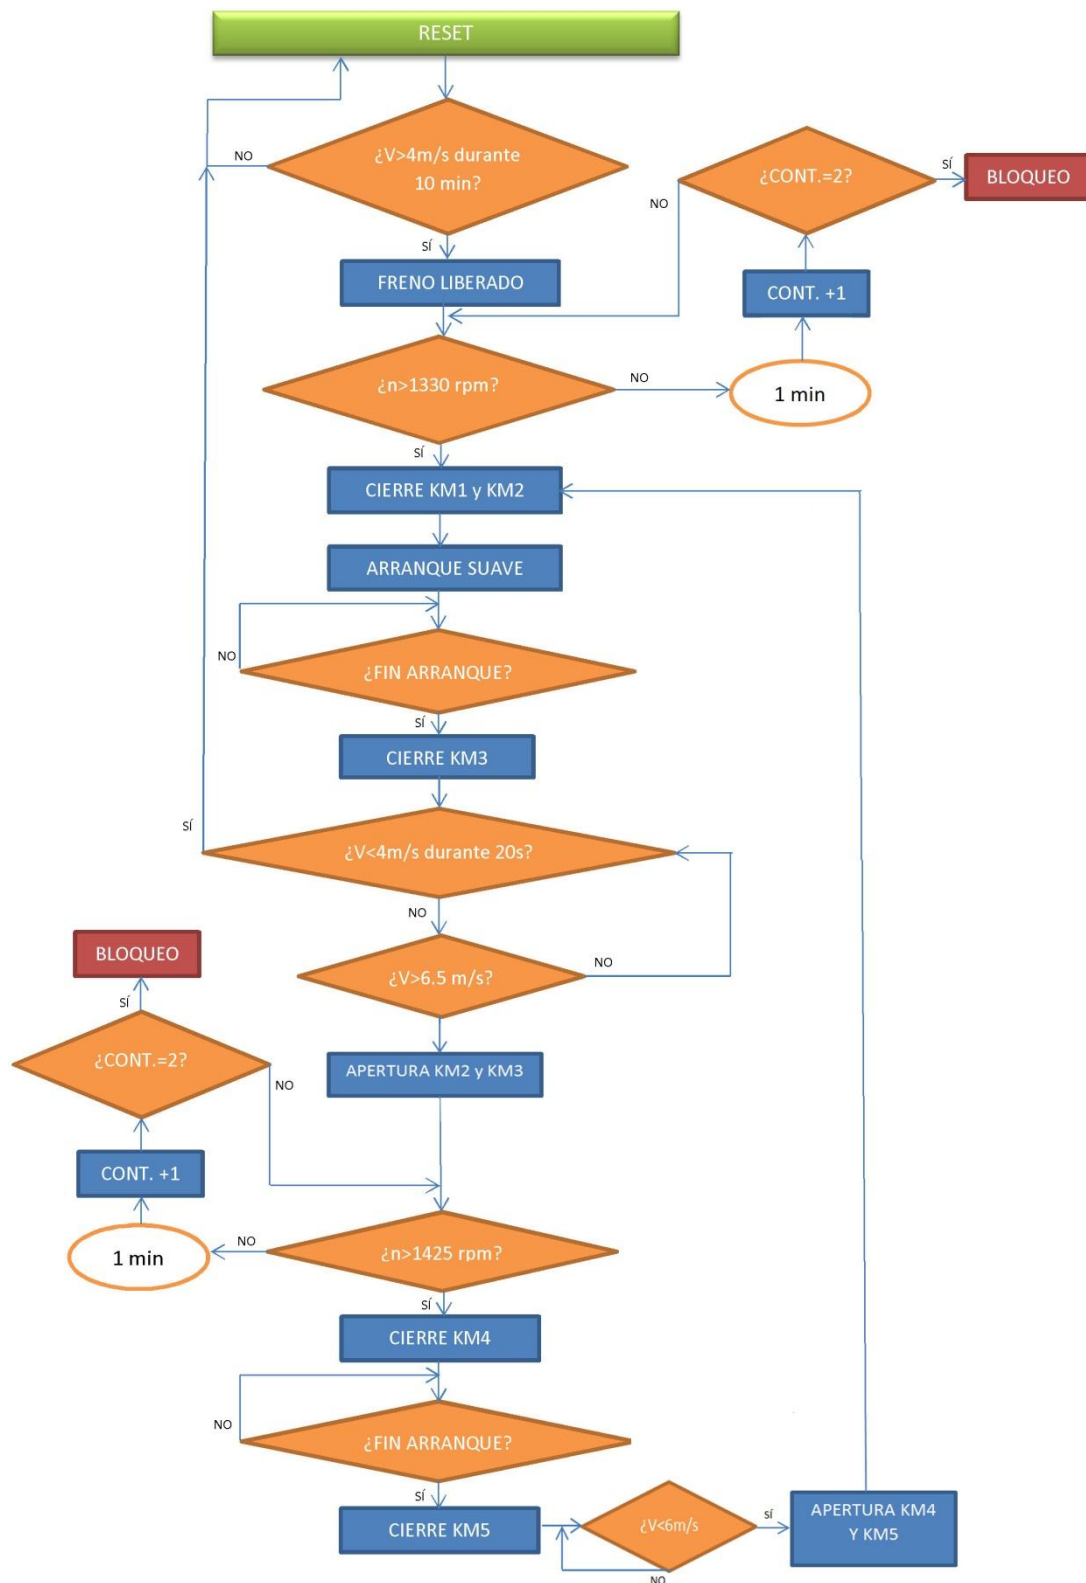 RESET
¿V>4m/s durante
10 min?
NO
SÍ
¿CONT.=2?
SÍ
BLOQUEO
NO
FRENO LIBERADO
CONT. +1
¿n>1330 rpm?
NO
1 min
SÍ
CIERRE KM1 y KM2
ARRANQUE SUAVE
NO
¿FIN ARRANQUE?
SÍ
CIERRE KM3
SÍ
¿V<4m/s durante 20s?
NO
¿V>6.5 m/s?
NO
BLOQUEO
SÍ
¿CONT.=2?
NO
APERTURA KM2 y KM3
CONT. +1
1 min
NO
¿n>1425 rpm?
SÍ
CIERRE KM4
NO
¿FIN ARRANQUE?
SÍ
CIERRE KM5
¿V<6m/s
sí
NO
APERTURA KM4
Y KM5